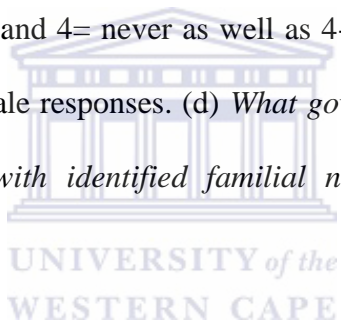 and 4= never as well as 4-
ale responses. (d) What gov
with identified familial n
UNIVERSITY of the
WESTERN CAPE